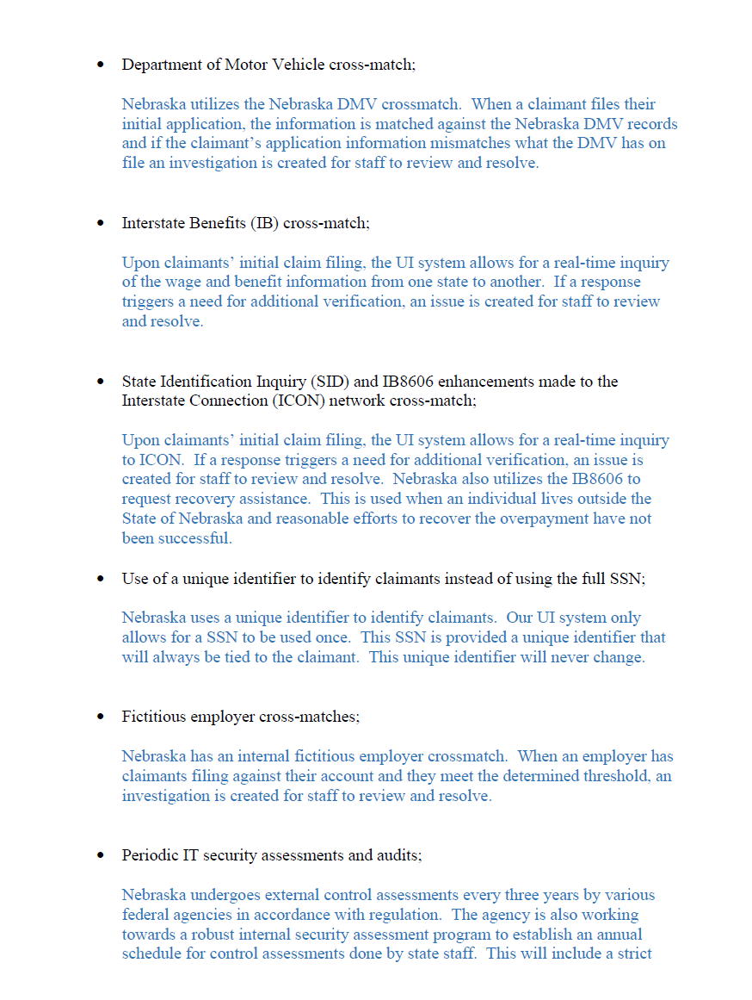 • Department of Motor Vehicle cross-match;
Nebraska utilizes the Nebraska DMV crossmatch.  When a claimant files their
initial application, the information is matched against the Nebraska DMV records
and if the claimant’s application information mismatches what the DMV has on
file an investigation is created for staff to review and resolve.
• Interstate Benefits (IB) cross-match;
Upon claimants’ initial claim filing, the UI system allows for a real-time inquiry
of the wage and benefit information from one state to another.  If a response
triggers a need for additional verification, an issue is created for staff to review
and resolve.
• State Identification Inquiry (SID) and IB8606 enhancements made to the
Interstate Connection (ICON) network cross-match;
Upon claimants’ initial claim filing, the UI system allows for a real-time inquiry
to ICON.  If a response triggers a need for additional verification, an issue is
created for staff to review and resolve.  Nebraska also utilizes the IB8606 to
request recovery assistance.  This is used when an individual lives outside the
State of Nebraska and reasonable efforts to recover the overpayment have not
been successful.
• Use of a unique identifier to identify claimants instead of using the full SSN;
Nebraska uses a unique identifier to identify claimants.  Our UI system only
allows for a SSN to be used once.  This SSN is provided a unique identifier that
will always be tied to the claimant.  This unique identifier will never change.
• Fictitious employer cross-matches;
Nebraska has an internal fictitious employer crossmatch.  When an employer has
claimants filing against their account and they meet the determined threshold, an
investigation is created for staff to review and resolve.
• Periodic IT security assessments and audits;
Nebraska undergoes external control assessments every three years by various
federal agencies in accordance with regulation.  The agency is also working
towards a robust internal security assessment program to establish an annual
schedule for control assessments done by state staff.  This will include a strict